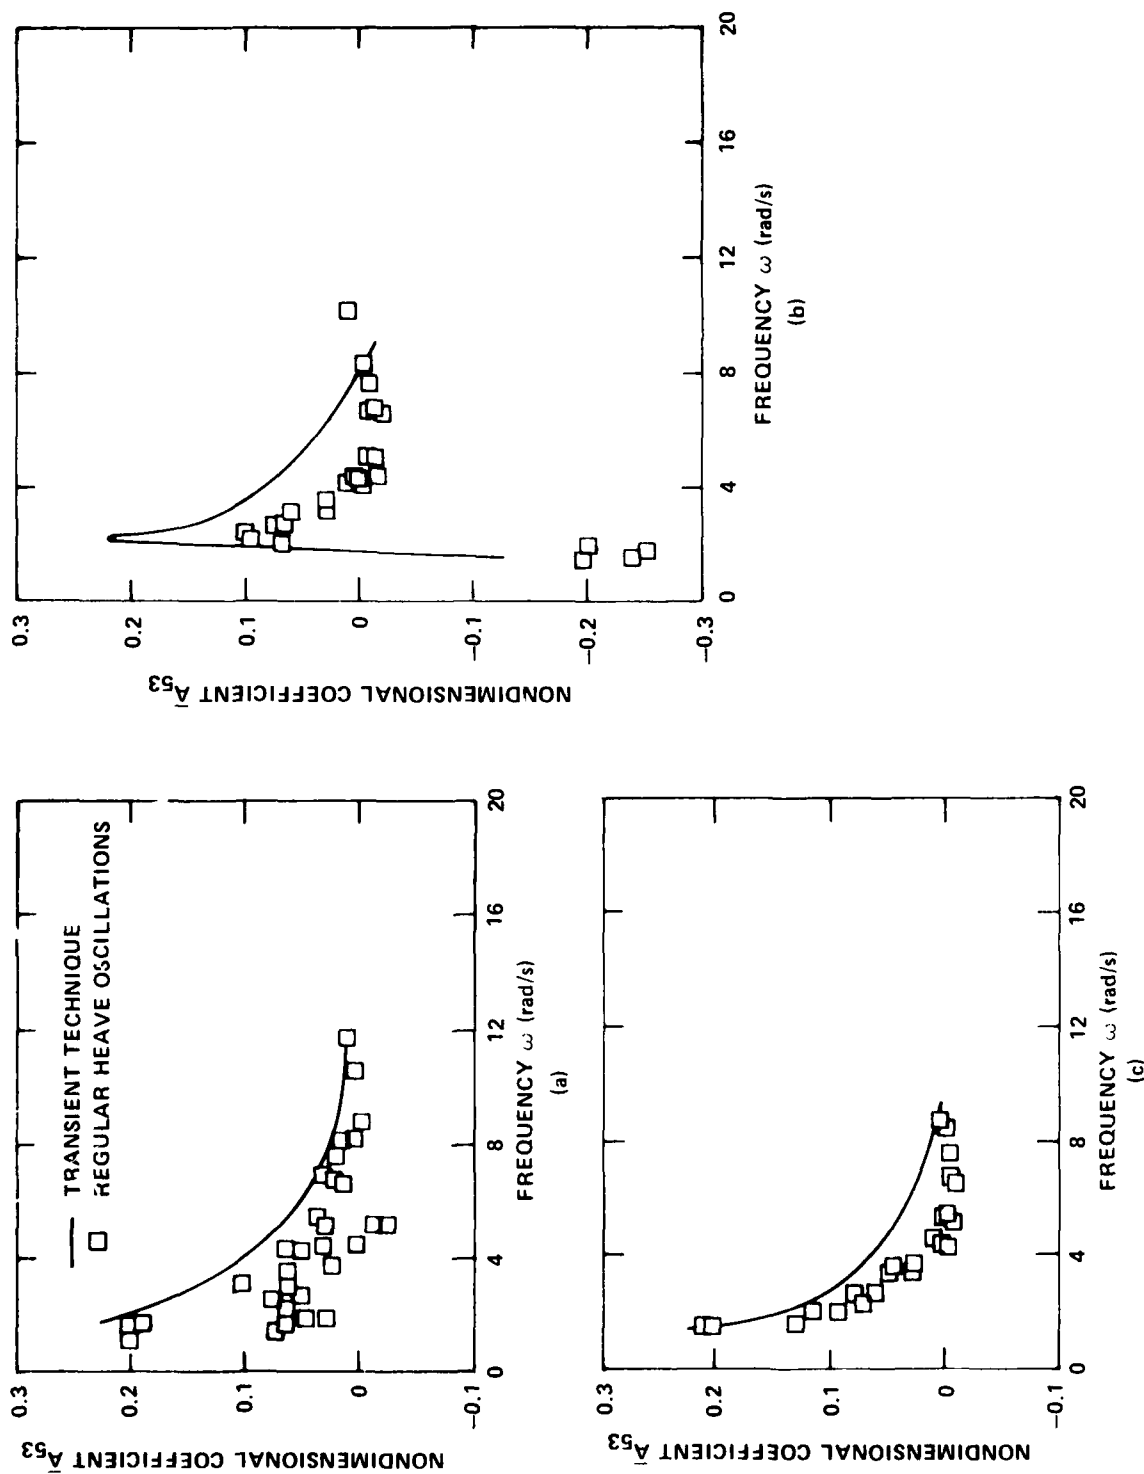 NONDIMENSIONAL COEFFICIENT Ā53
0.3
0.2
0.1
0
−0.1
TRANSIENT TECHNIQUE
REGULAR HEAVE OSCILLATIONS
0 4 8 12 16 20
FREQUENCY ω (rad/s)
(a)
NONDIMENSIONAL COEFFICIENT Ā53
0.3
0.2
0.1
0
−0.1
−0.2
−0.3
0 4 8 12 16 20
FREQUENCY ω (rad/s)
(b)
NONDIMENSIONAL COEFFICIENT Ā53
0.3
0.2
0.1
0
−0.1
0 4 8 12 16 20
FREQUENCY ω (rad/s)
(c)